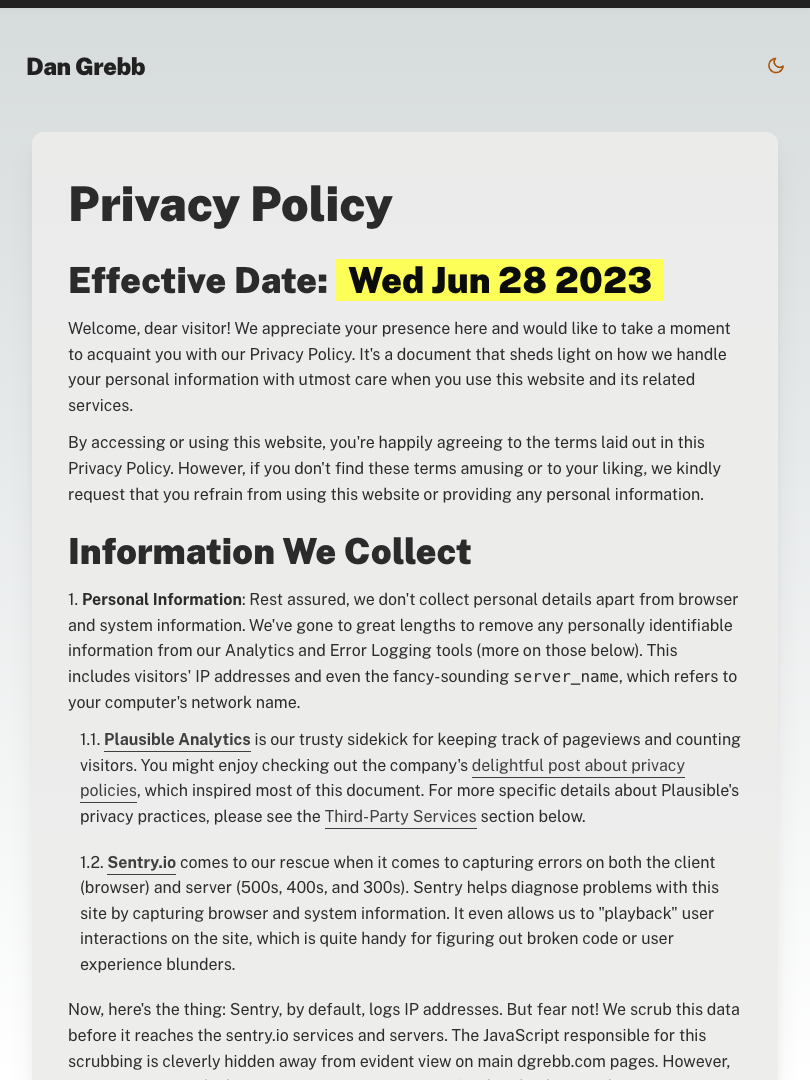 Dan Grebb
Privacy Policy
Effective Date: Wed Jun 28 2023
Welcome, dear visitor! We appreciate your presence here and would like to take a moment
to acquaint you with our Privacy Policy. It's a document that sheds light on how we handle
your personal information with utmost care when you use this website and its related
services.
By accessing or using this website, you're happily agreeing to the terms laid out in this
Privacy Policy. However, if you don't find these terms amusing or to your liking, we kindly
request that you refrain from using this website or providing any personal information.
Information We Collect
1. Personal Information: Rest assured, we don't collect personal details apart from browser
and system information. We've gone to great lengths to remove any personally identifiable
information from our Analytics and Error Logging tools (more on those below). This
includes visitors' IP addresses and even the fancy-sounding server_name, which refers to
your computer's network name.
1.1. Plausible Analytics is our trusty sidekick for keeping track of pageviews and counting
visitors. You might enjoy checking out the company's delightful post about privacy
policies, which inspired most of this document. For more specific details about Plausible's
privacy practices, please see the Third-Party Services section below.
1.2. Sentry.io comes to our rescue when it comes to capturing errors on both the client
(browser) and server (500s, 400s, and 300s). Sentry helps diagnose problems with this
site by capturing browser and system information. It even allows us to "playback" user
interactions on the site, which is quite handy for figuring out broken code or user
experience blunders.
Now, here's the thing: Sentry, by default, logs IP addresses. But fear not! We scrub this data
before it reaches the sentry.io services and servers. The JavaScript responsible for this
scrubbing is cleverly hidden away from evident view on main dgrebb.com pages. However,